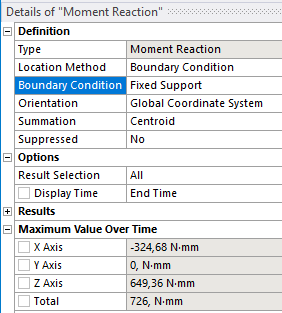 Details of "Moment Reaction"
Definition
Type Moment Reaction
Location Method Boundary Condition
Boundary Condition Fixed Support
Orientation Global Coordinate System
Summation Centroid
Suppressed No
Options
Result Selection All
Display Time End Time
Results
Maximum Value Over Time
X Axis -324,68 N·mm
Y Axis 0, N·mm
Z Axis 649,36 N·mm
Total 726, N·mm